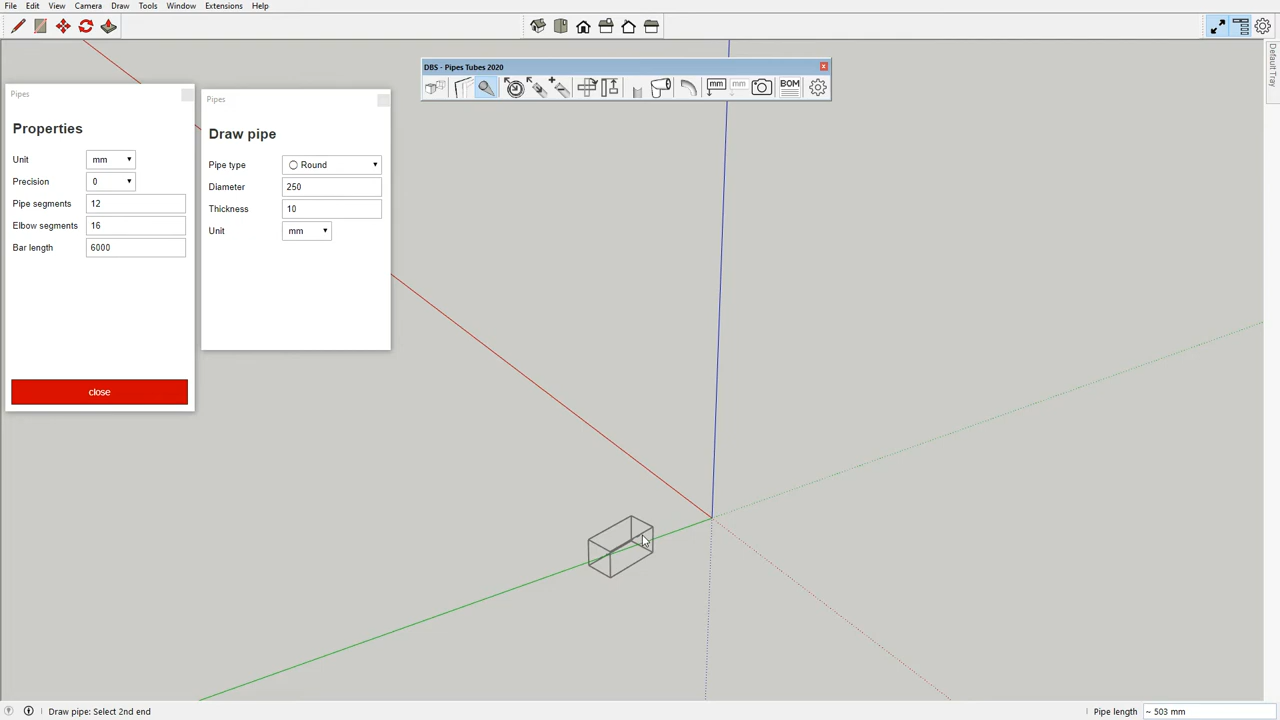 File Edit View Camera Draw Tools Window Extensions Help
DBS - Pipes Tubes 2020
mm mm BOM
Default Tray
Pipes
Properties
Unit mm
Precision 0
Pipe segments 12
Elbow segments 16
Bar length 6000
close
Pipes
Draw pipe
Pipe type Round
Diameter 250
Thickness 10
Unit mm
Draw pipe: Select 2nd end
Pipe length ~ 503 mm